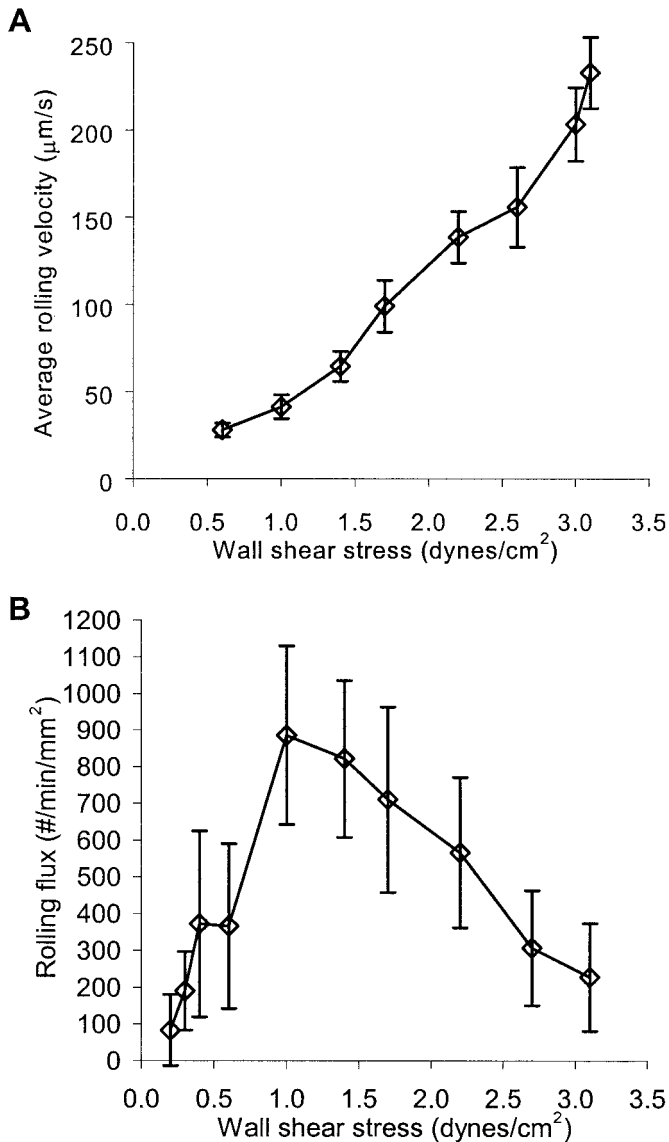 A
Average rolling velocity (μm/s)
250
200
150
100
50
0
0.0 0.5 1.0 1.5 2.0 2.5 3.0 3.5
Wall shear stress (dynes/cm²)
B
Rolling flux (#/min/mm²)
1200
1100
1000
900
800
700
600
500
400
300
200
100
0
0.0 0.5 1.0 1.5 2.0 2.5 3.0 3.5
Wall shear stress (dynes/cm²)